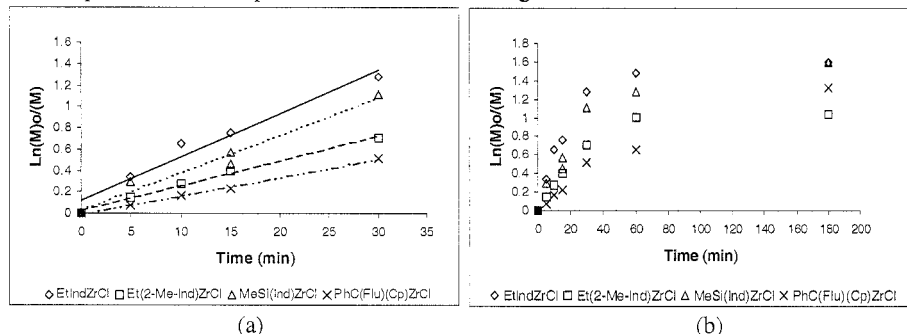 Ln(M)o/(M)
1.6
1.4
1.2
1
0.8
0.6
0.4
0.2
0
0 5 10 15 20 25 30 35
Time (min)
EtIndZrCl Et(2-Me-Ind)ZrCl MeSi(Ind)ZrCl PhC(Flu)(Cp)ZrCl
(a)
Ln(M)o/(M)
1.8
1.6
1.4
1.2
1
0.8
0.6
0.4
0.2
0
0 20 40 60 80 100 120 140 160 180 200
Time (min)
EtIndZrCl Et(2-Me-Ind)ZrCl MeSi(Ind)ZrCl PhC(Flu)(Cp)ZrCl
(b)